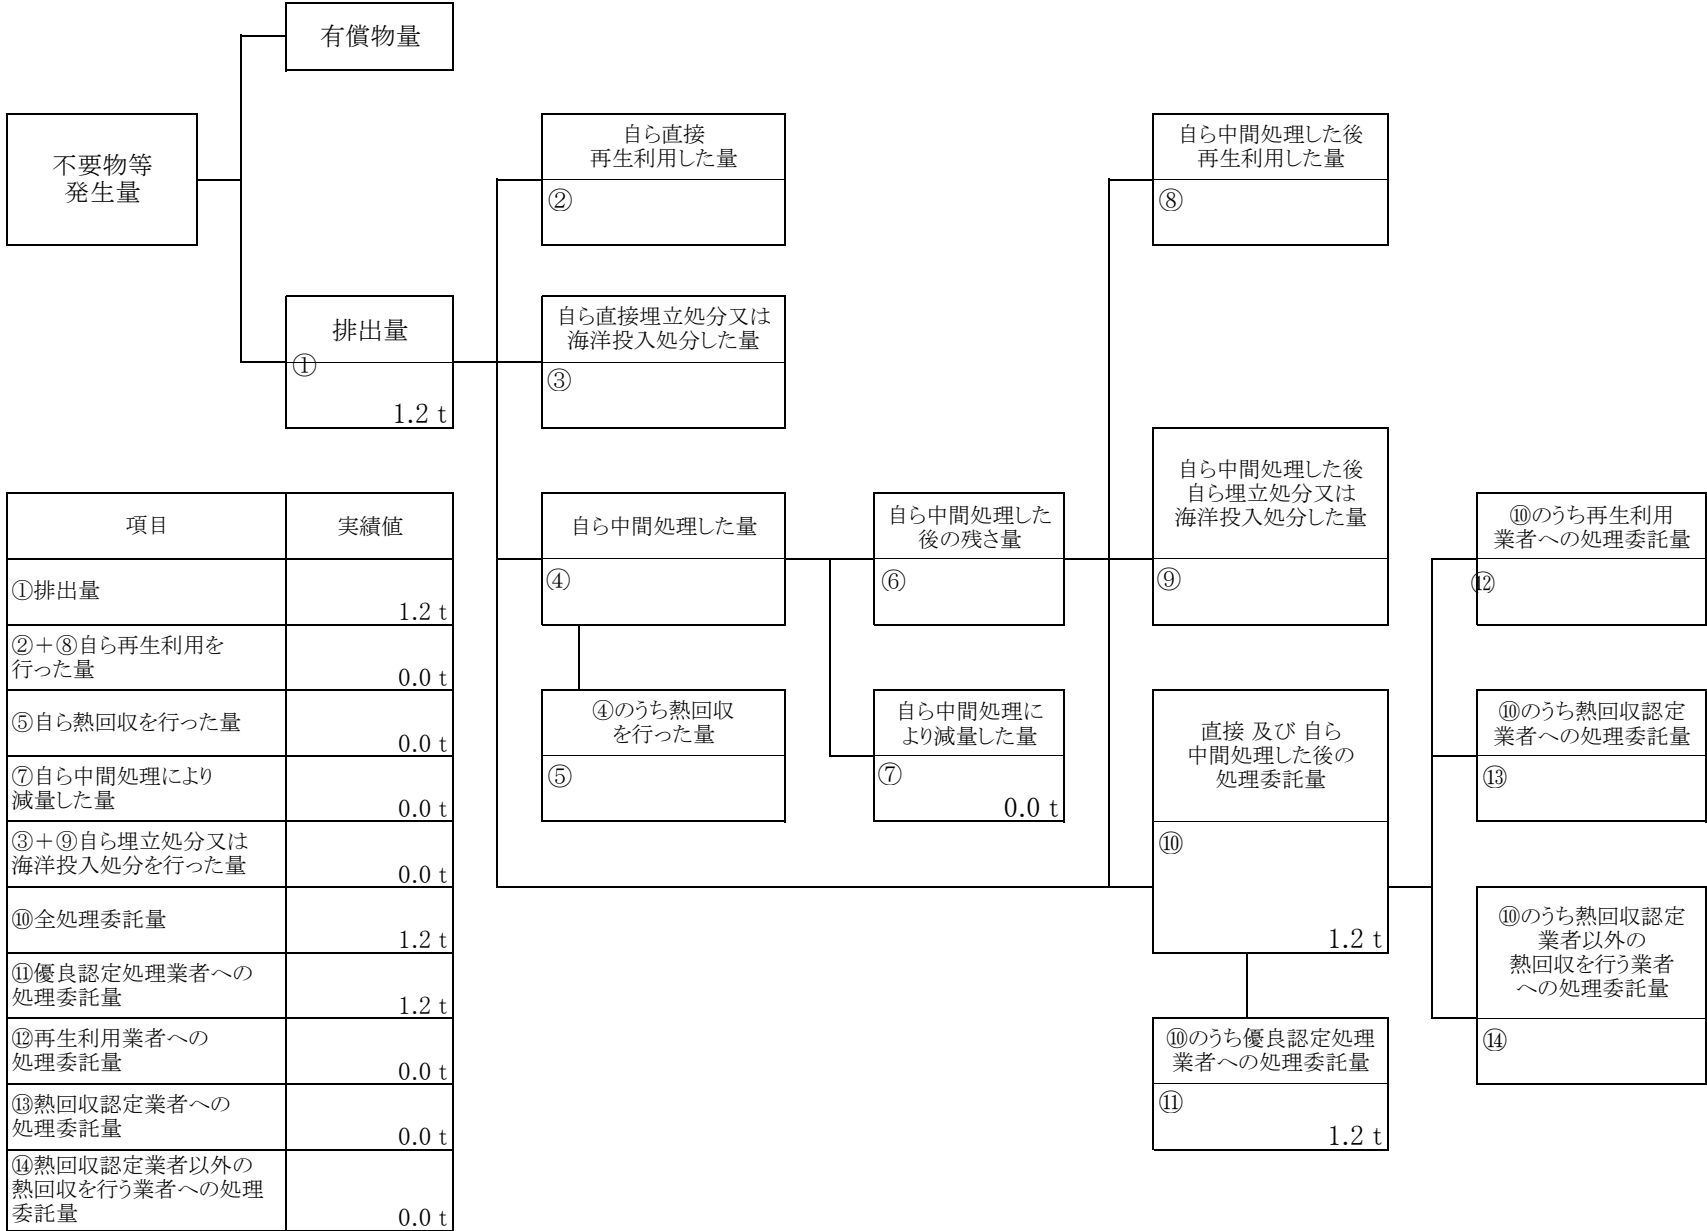 有償物量
不要物等
発生量
自ら直接
再生利用した量
②
自ら中間処理した後
再生利用した量
⑧
排出量
①
1.2 t
自ら直接埋立処分又は
海洋投入処分した量
③
自ら中間処理した量
④
自ら中間処理した
後の残さ量
⑥
自ら中間処理した後
自ら埋立処分又は
海洋投入処分した量
⑨
⑩のうち再生利用
業者への処理委託量
⑫
④のうち熱回収
を行った量
⑤
自ら中間処理に
より減量した量
⑦
0.0 t
直接 及び 自ら
中間処理した後の
処理委託量
⑩
1.2 t
⑩のうち熱回収認定
業者への処理委託量
⑬
⑩のうち熱回収認定
業者以外の
熱回収を行う業者
への処理委託量
⑭
⑩のうち優良認定処理
業者への処理委託量
⑪
1.2 t
項目 実績値
①排出量
1.2 t
②＋⑧自ら再生利用を
行った量
0.0 t
⑤自ら熱回収を行った量
0.0 t
⑦自ら中間処理により
減量した量
0.0 t
③＋⑨自ら埋立処分又は
海洋投入処分を行った量
0.0 t
⑩全処理委託量
1.2 t
⑪優良認定処理業者への
処理委託量
1.2 t
⑫再生利用業者への
処理委託量
0.0 t
⑬熱回収認定業者への
処理委託量
0.0 t
⑭熱回収認定業者以外の
熱回収を行う業者への処理
委託量
0.0 t